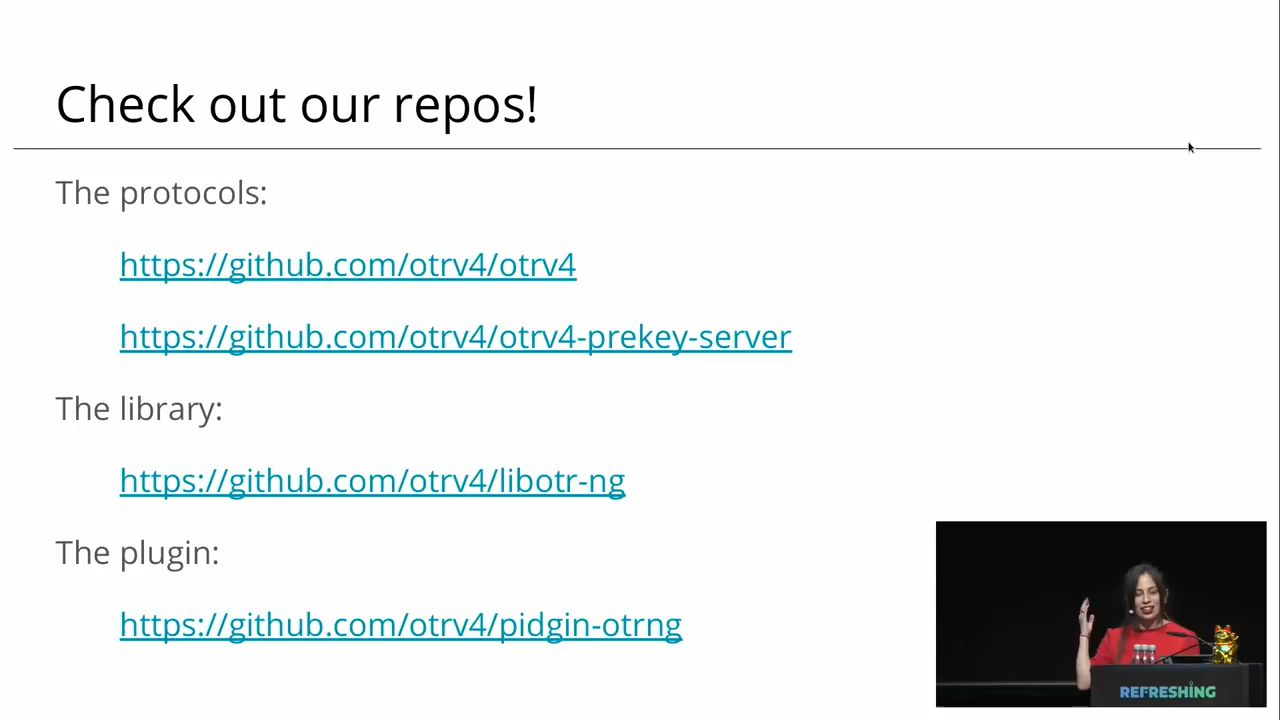 Check out our repos!
The protocols:
https://github.com/otrv4/otrv4
https://github.com/otrv4/otrv4-prekey-server
The library:
https://github.com/otrv4/libotr-ng
The plugin:
https://github.com/otrv4/pidgin-otrng
REFRESHING